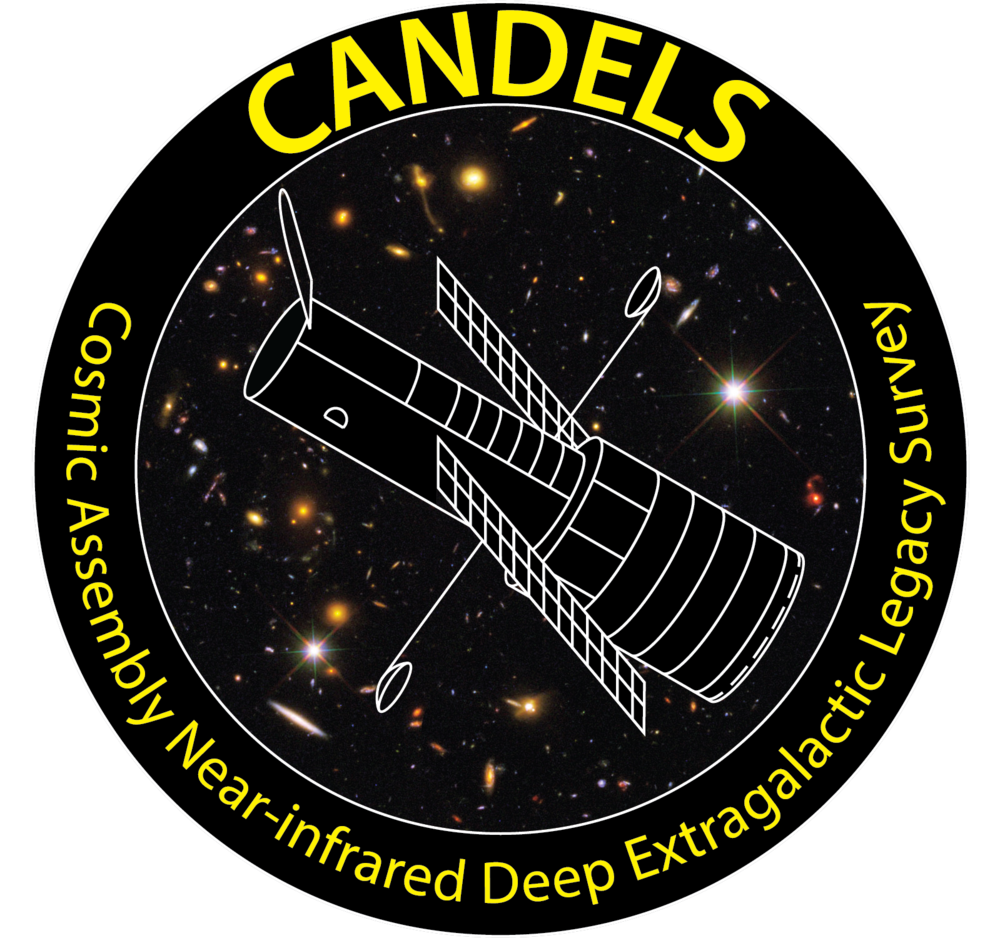 CANDELS
Cosmic Assembly Near-infrared Deep Extragalactic Legacy Survey